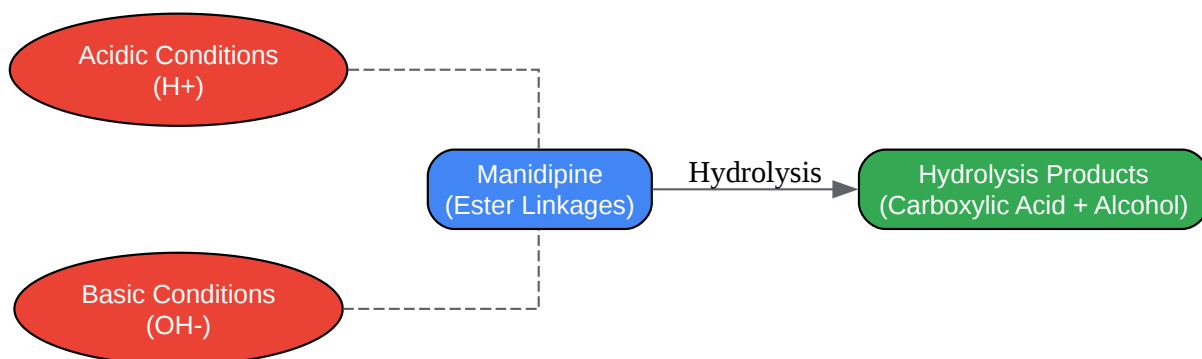 Acidic Conditions
(H+)
Manidipine
(Ester Linkages)
Hydrolysis
Hydrolysis Products
(Carboxylic Acid + Alcohol)
Basic Conditions
(OH-)